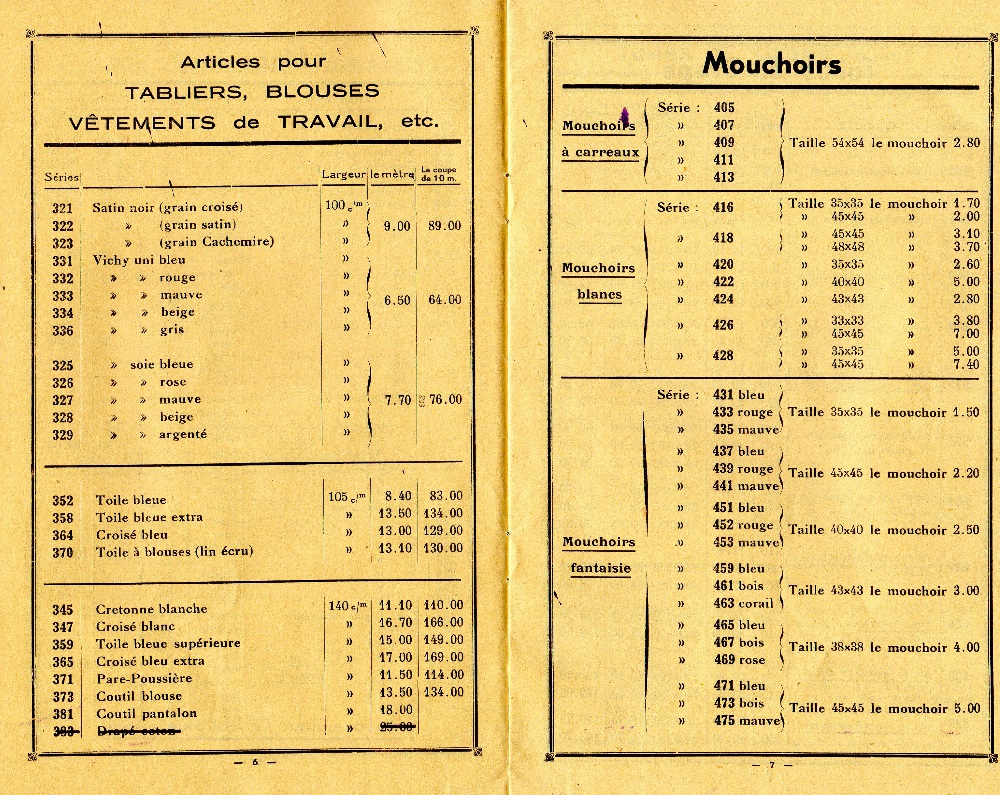 Articles pour
TABLIERS, BLOUSES
VÊTEMENTS de TRAVAIL, etc.
Séries Largeur le mètre La coupe de 10 m.
321 Satin noir (grain croisé) 100 c/m
322 » (grain satin) » 9.00 89.00
323 » (grain Cachemire) »
331 Vichy uni bleu »
332 » » rouge »
333 » » mauve » 6.50 64.00
334 » » beige »
336 » » gris »
325 » soie bleue »
326 » » rose »
327 » » mauve » 7.70 76.00
328 » » beige »
329 » » argenté »
352 Toile bleue 105 c/m 8.40 83.00
358 Toile bleue extra » 13.50 134.00
364 Croisé bleu » 13.00 129.00
370 Toile à blouses (lin écru) » 13.10 130.00
345 Cretonne blanche 140 c/m 11.10 110.00
347 Croisé blanc » 16.70 166.00
359 Toile bleue supérieure » 15.00 149.00
365 Croisé bleu extra » 17.00 169.00
371 Pare-Poussière » 11.50 114.00
373 Coutil blouse » 13.50 134.00
381 Coutil pantalon » 18.00
383 Drapé coton » 25.00
— 6 —
Mouchoirs
Mouchoirs à carreaux
Série : 405
» 407
» 409 Taille 54x54 le mouchoir 2.80
» 411
» 413
Mouchoirs blancs
Série : 416 Taille 35x35 le mouchoir 1.70
» 45x45 » 2.00
» 418 » 45x45 » 3.10
» 48x48 » 3.70
» 420 » 35x35 » 2.60
» 422 » 40x40 » 5.00
» 424 » 43x43 » 2.80
» 426 » 33x33 » 3.80
» 45x45 » 7.00
» 428 » 35x35 » 5.00
» 45x45 » 7.40
Mouchoirs fantaisie
Série : 431 bleu
» 433 rouge Taille 35x35 le mouchoir 1.50
» 435 mauve
» 437 bleu
» 439 rouge Taille 45x45 le mouchoir 2.20
» 441 mauve
» 451 bleu
» 452 rouge Taille 40x40 le mouchoir 2.50
» 453 mauve
» 459 bleu
» 461 bois Taille 43x43 le mouchoir 3.00
» 463 corail
» 465 bleu
» 467 bois Taille 38x38 le mouchoir 4.00
» 469 rose
» 471 bleu
» 473 bois Taille 45x45 le mouchoir 5.00
» 475 mauve
— 7 —